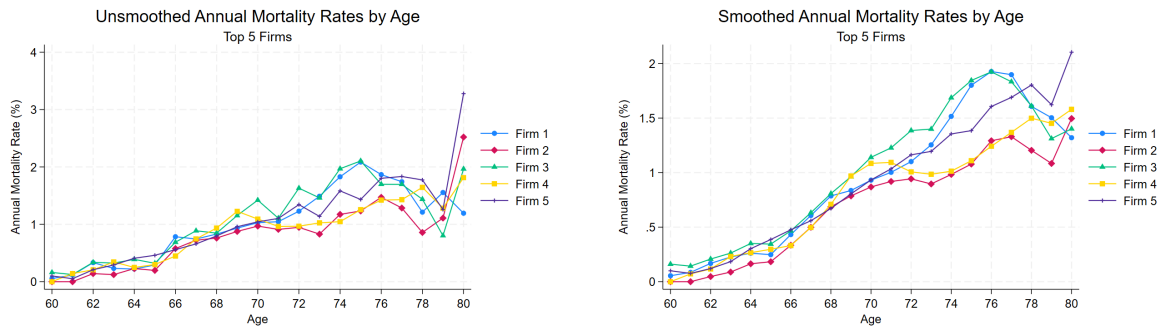 Unsmoothed Annual Mortality Rates by Age
Top 5 Firms
Annual Mortality Rate (%)
4
3
2
1
0
60 62 64 66 68 70 72 74 76 78 80
Age
Firm 1
Firm 2
Firm 3
Firm 4
Firm 5
Smoothed Annual Mortality Rates by Age
Top 5 Firms
Annual Mortality Rate (%)
2
1.5
1
.5
0
60 62 64 66 68 70 72 74 76 78 80
Age
Firm 1
Firm 2
Firm 3
Firm 4
Firm 5